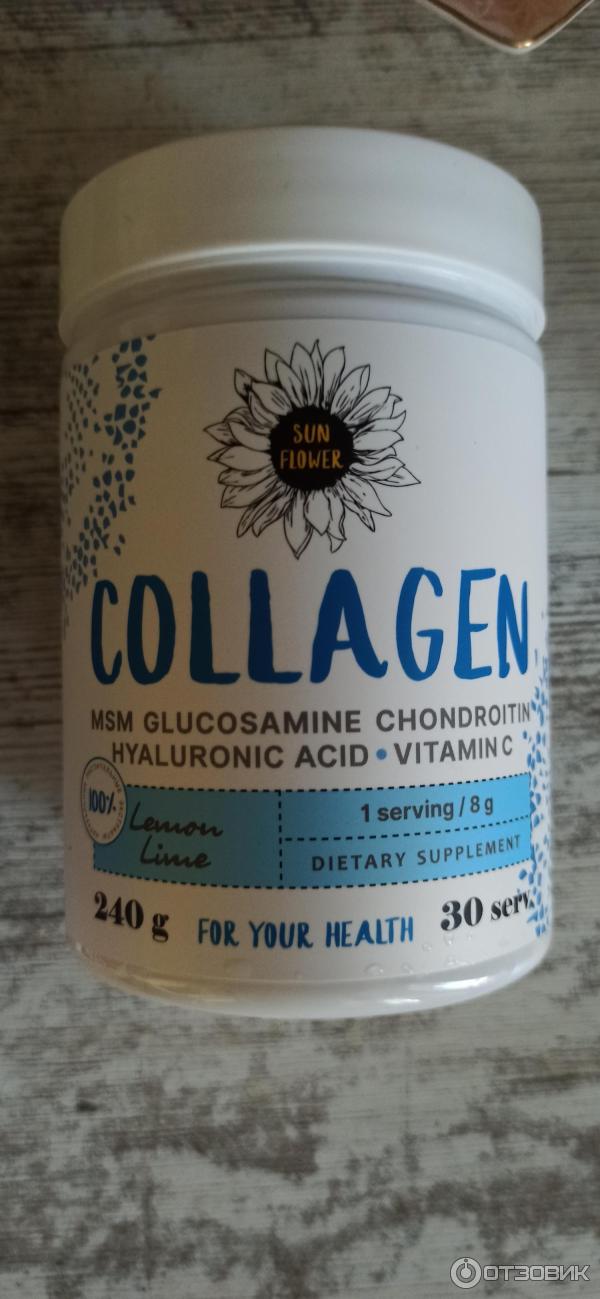 SUN
FLOWER
COLLAGEN
MSM GLUCOSAMINE CHONDROITIN
HYALURONIC ACID • VITAMIN C
100%
Lemon
Lime
1 serving / 8 g
DIETARY SUPPLEMENT
240 g
FOR YOUR HEALTH
30 serv.
ОТЗОВИК